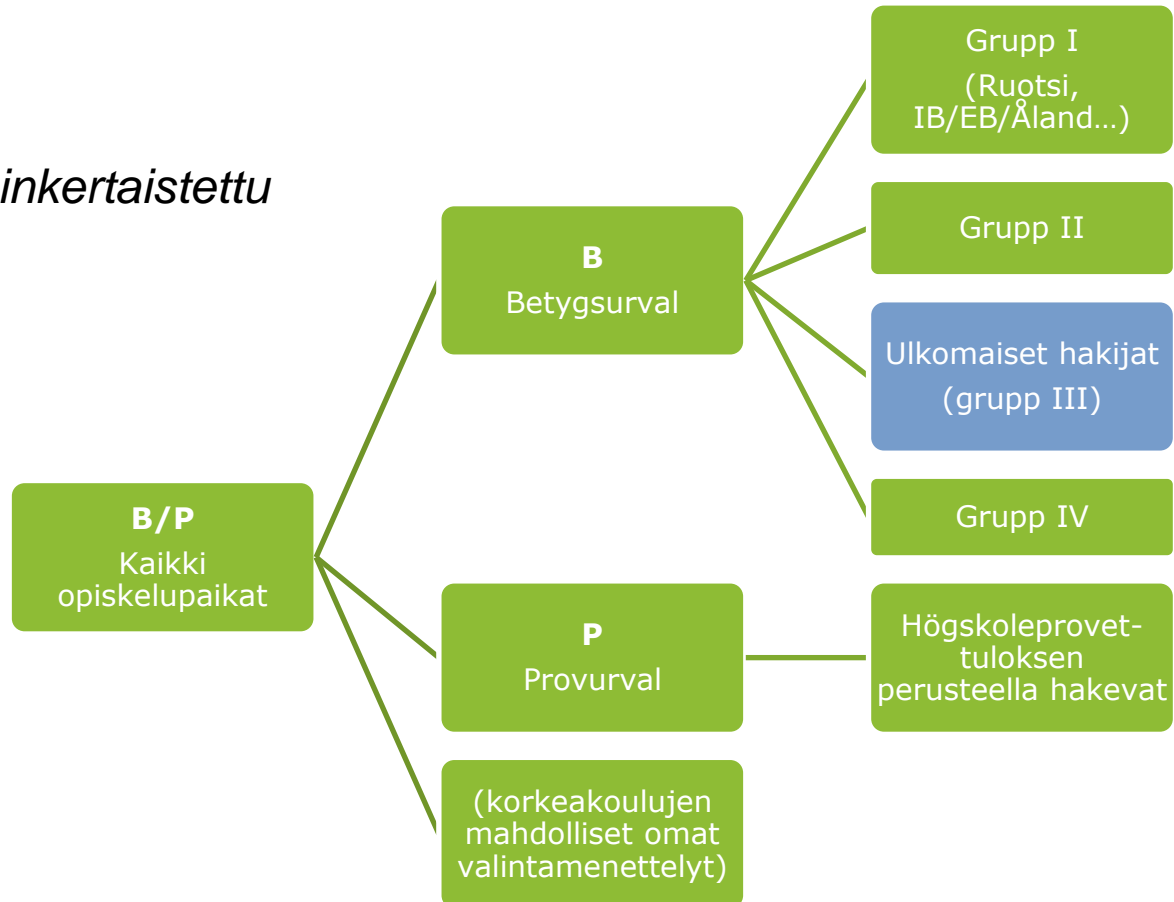 inkertaistettu
B/P
Kaikki
opiskelupaikat
B
Betygsurval
Grupp I
(Ruotsi,
IB/EB/Åland…)
Grupp II
Ulkomaiset hakijat
(grupp III)
Grupp IV
P
Provurval
Högskoleprovet-
tuloksen
perusteella hakevat
(korkeakoulujen
mahdolliset omat
valintamenettelyt)